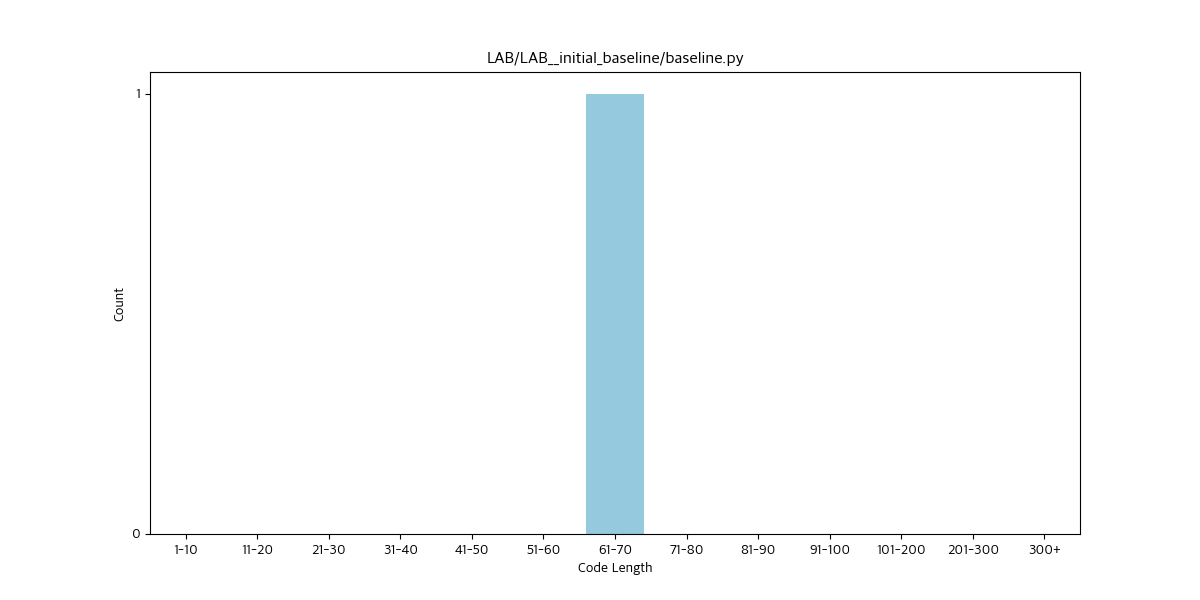 LAB/LAB__initial_baseline/baseline.py
1
Count
0
1-10 11-20 21-30 31-40 41-50 51-60 61-70 71-80 81-90 91-100 101-200 201-300 300+
Code Length